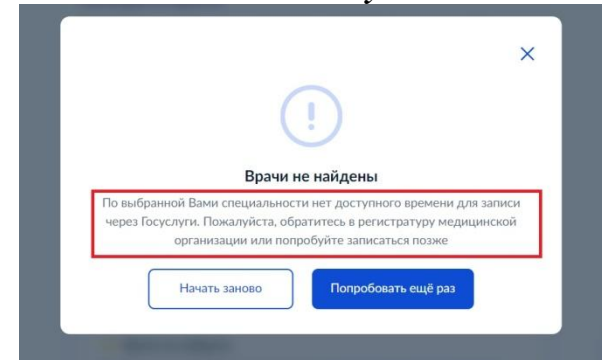 Врачи не найдены
По выбранной Вами специальности нет доступного времени для записи
через Госуслуги. Пожалуйста, обратитесь в регистратуру медицинской
организации или попробуйте записаться позже
Начать заново
Попробовать ещё раз